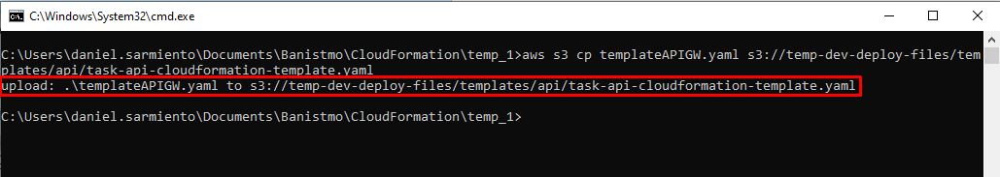 C:\Windows\System32\cmd.exe
C:\Users\daniel.sarmiento\Documents\Banistmo\CloudFormation\temp_1>aws s3 cp templateAPIGW.yaml s3://temp-dev-deploy-files/tem
plates/api/task-api-cloudformation-template.yaml
upload: .\templateAPIGW.yaml to s3://temp-dev-deploy-files/templates/api/task-api-cloudformation-template.yaml
C:\Users\daniel.sarmiento\Documents\Banistmo\CloudFormation\temp_1>